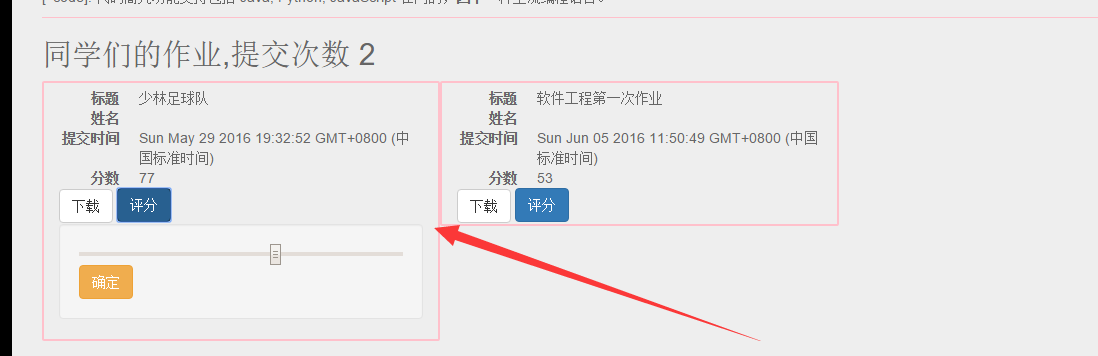 同学们的作业,提交次数 2
标题 少林足球队
姓名
提交时间 Sun May 29 2016 19:32:52 GMT+0800 (中
国标准时间)
分数 77
下载 评分
确定
标题 软件工程第一次作业
姓名
提交时间 Sun Jun 05 2016 11:50:49 GMT+0800 (中国
标准时间)
分数 53
下载 评分